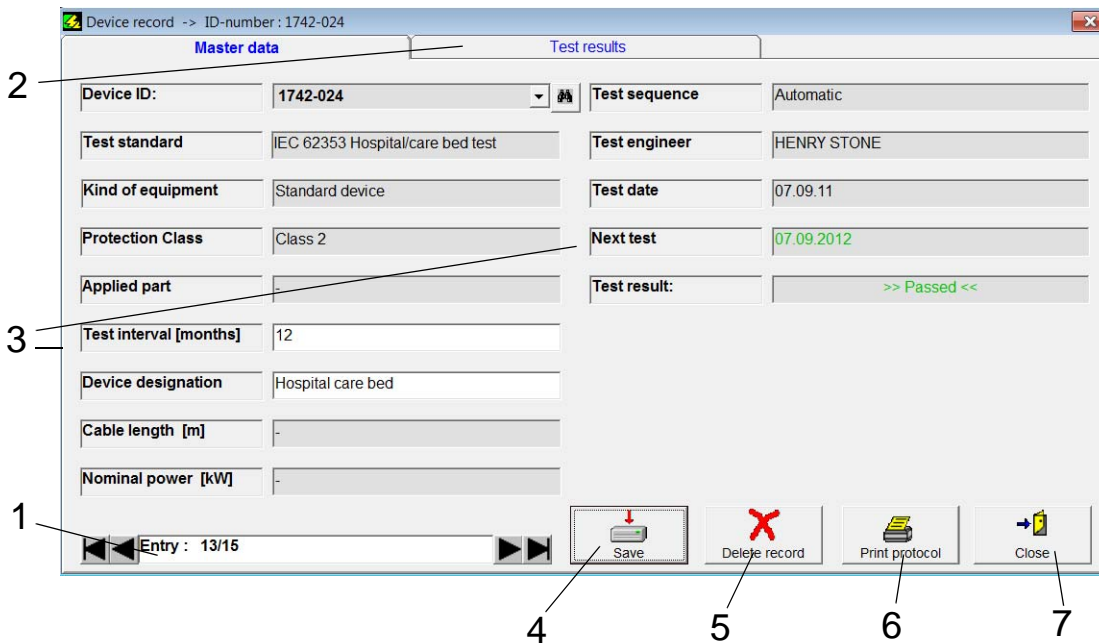 Device record -> ID-number : 1742-024
Master data
Test results
2
Device ID:
1742-024
Test sequence
Automatic
Test standard
IEC 62353 Hospital/care bed test
Test engineer
HENRY STONE
Kind of equipment
Standard device
Test date
07.09.11
Protection Class
Class 2
Next test
07.09.2012
Applied part
-
Test result:
>> Passed <<
3
Test interval [months]
12
Device designation
Hospital care bed
Cable length [m]
-
Nominal power [kW]
-
1
Entry : 13/15
Save
Delete record
Print protocol
Close
4
5
6
7